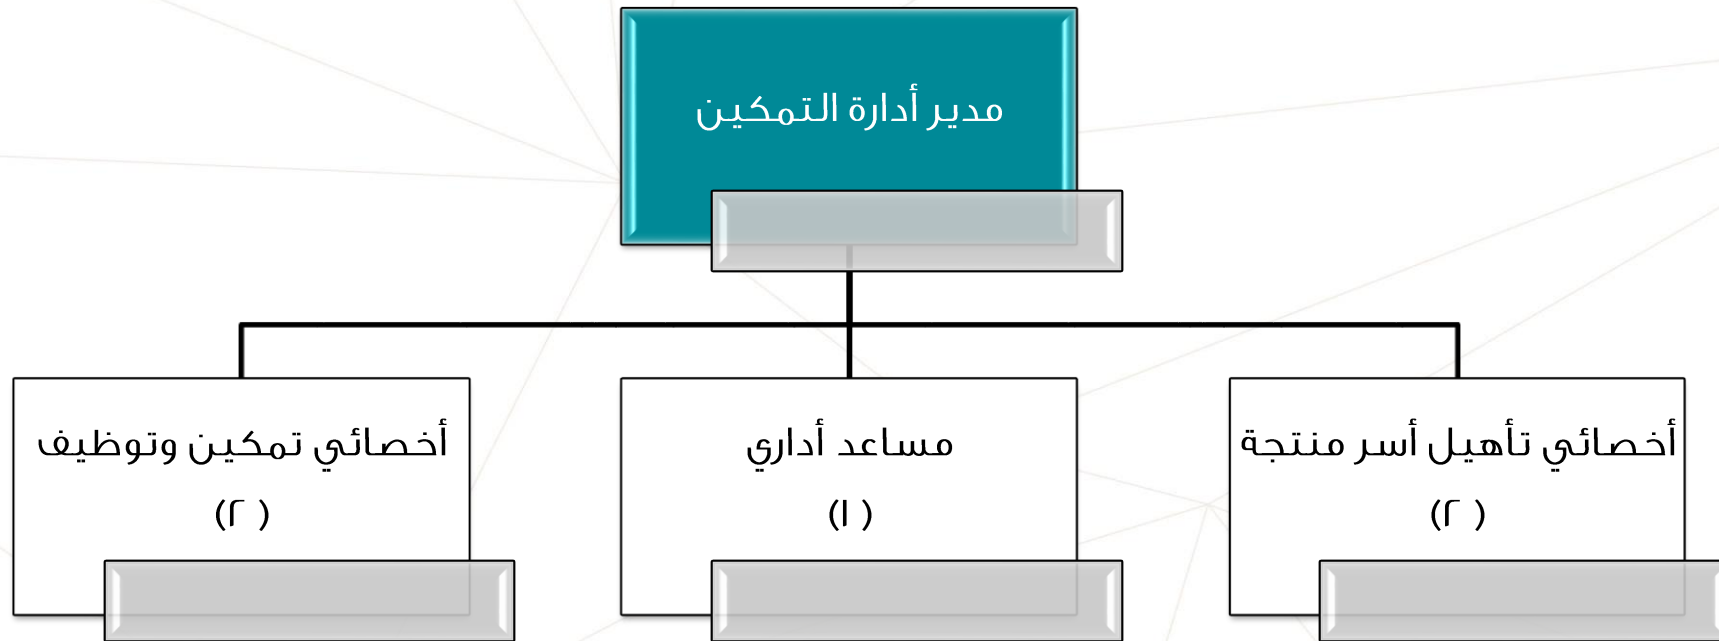 مدير أدارة التمكين
أخصائي تأهيل أسر منتجة
(٢ )
مساعد أداري
(١ )
أخصائي تمكين وتوظيف
(٢ )